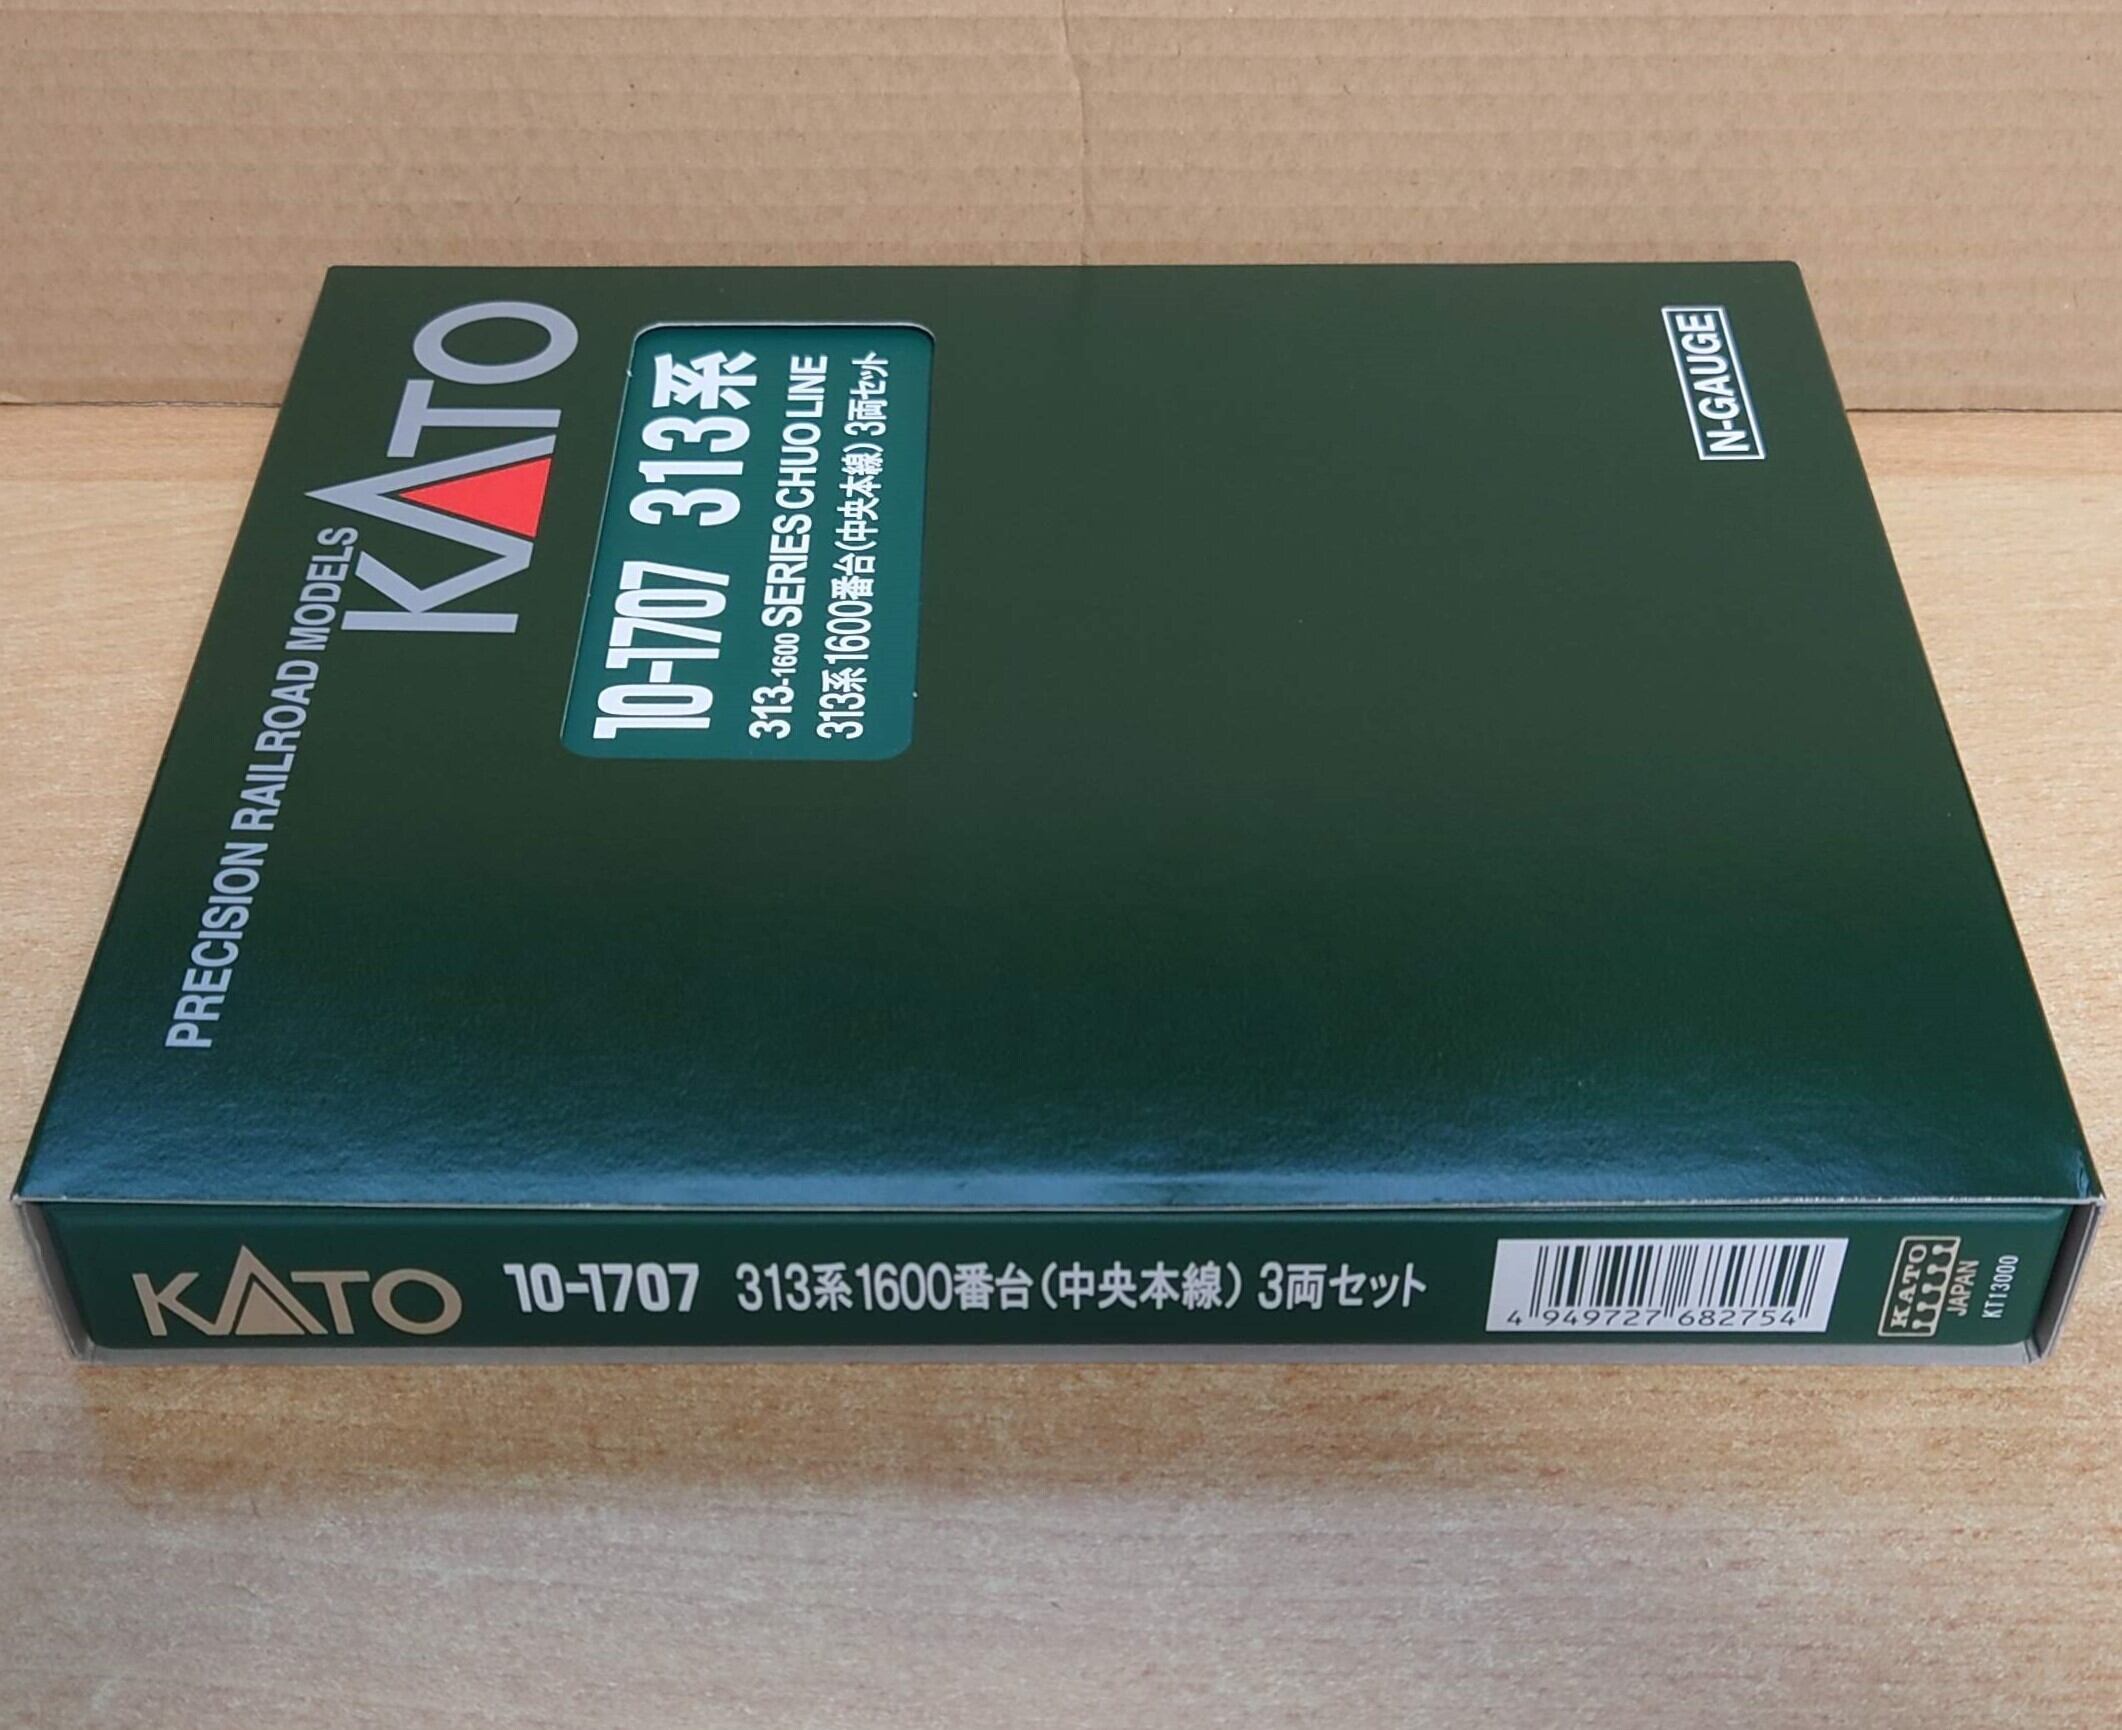 PRECISION RAILROAD MODELS
KATO
10-1707 313系
313-1600 SERIES CHUO LINE
313系1600番台(中央本線)3両セット
N-GAUGE
KATO 10-1707 313系1600番台(中央本線)3両セット
4 949727 682754
KATO
JAPAN
KT13000